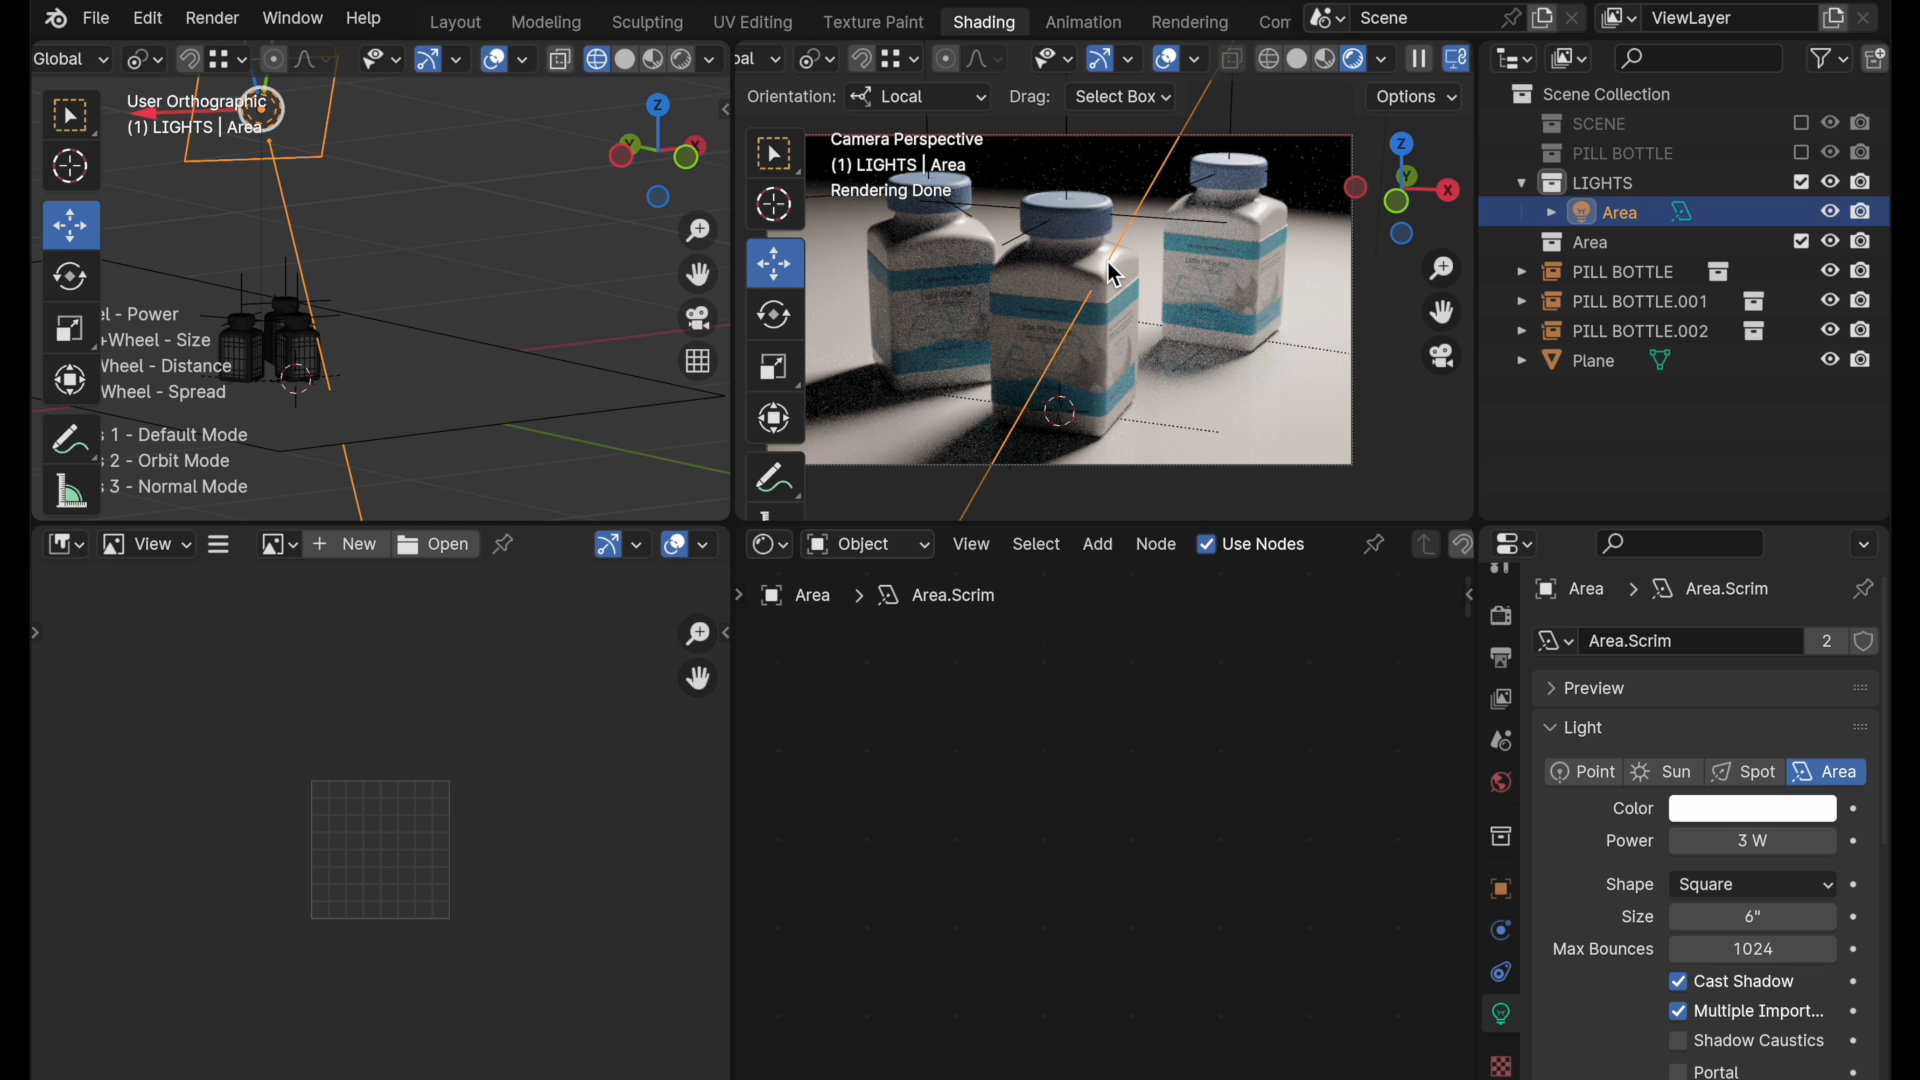 File Edit Render Window Help Layout Modeling Sculpting UV Editing Texture Paint Shading Animation Rendering Scene ViewLayer
Global
User Orthographic
(1) LIGHTS | Area
Z
Y
X
el - Power
+Wheel - Size
Wheel - Distance
Wheel - Spread
1 - Default Mode
2 - Orbit Mode
3 - Normal Mode
Orientation: Local Drag: Select Box Options
Camera Perspective
(1) LIGHTS | Area
Rendering Done
Z
Y
X
Scene Collection
SCENE
PILL BOTTLE
LIGHTS
Area
Area
PILL BOTTLE
PILL BOTTLE.001
PILL BOTTLE.002
Plane
View New Open
Object View Select Add Node Use Nodes
Area > Area.Scrim
Area > Area.Scrim
Area.Scrim 2
Preview
Light
Point Sun Spot Area
Color
Power 3 W
Shape Square
Size 6"
Max Bounces 1024
Cast Shadow
Multiple Import...
Shadow Caustics
Portal